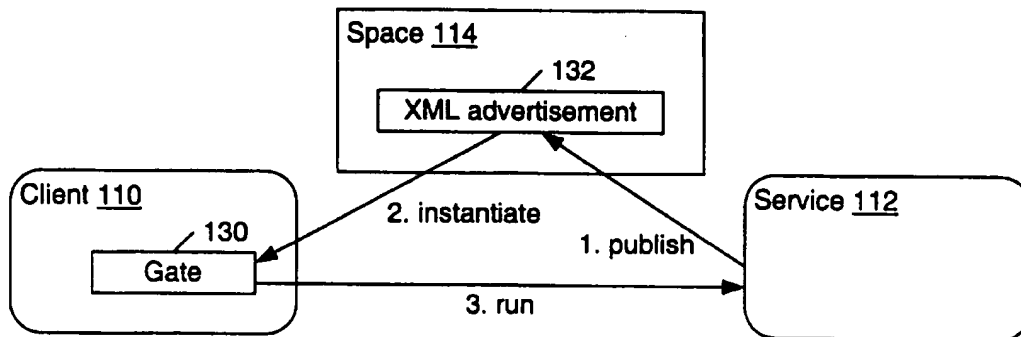 Space 114
132
XML advertisement
Client 110
2. instantiate
Service 112
130
1. publish
Gate
3. run